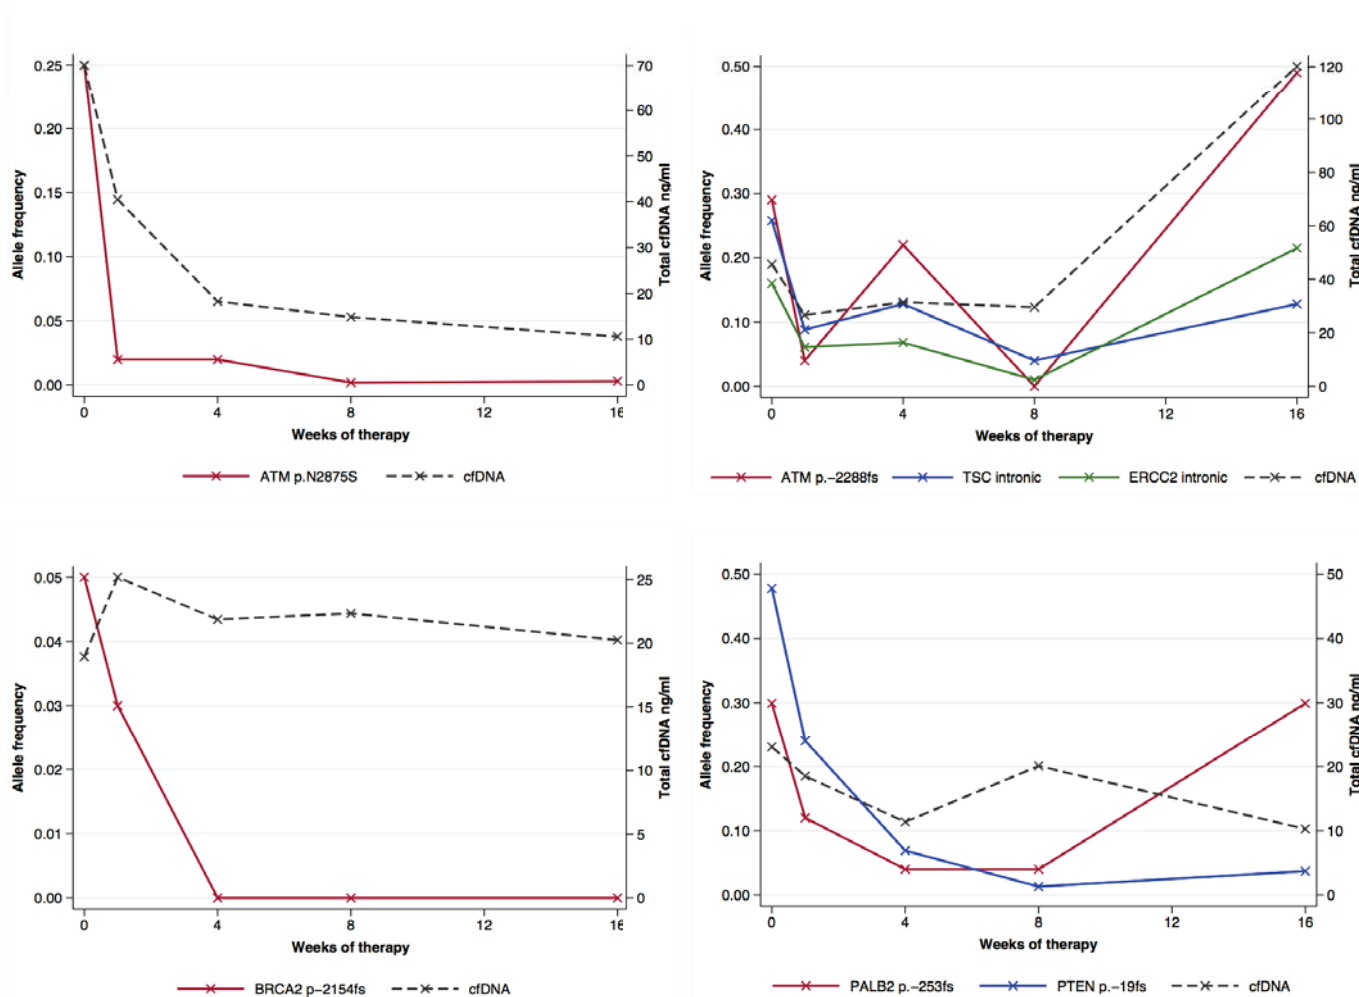 0.25
0.20
0.15
0.10
0.05
0.00
Allele frequency
70
60
50
40
30
20
10
0
Total cfDNA ng/ml
0 4 8 12 16
Weeks of therapy
ATM p.N2875S cfDNA
0.50
0.40
0.30
0.20
0.10
0.00
Allele frequency
120
100
80
60
40
20
0
Total cfDNA ng/ml
0 4 8 12 16
Weeks of therapy
ATM p.-2288fs TSC intronic ERCC2 intronic cfDNA
0.05
0.04
0.03
0.02
0.01
0.00
Allele frequency
25
20
15
10
5
0
Total cfDNA ng/ml
0 4 8 12 16
Weeks of therapy
BRCA2 p-2154fs cfDNA
0.50
0.40
0.30
0.20
0.10
0.00
Allele frequency
50
40
30
20
10
0
Total cfDNA ng/ml
0 4 8 12 16
Weeks of therapy
PALB2 p.-253fs PTEN p.-19fs cfDNA